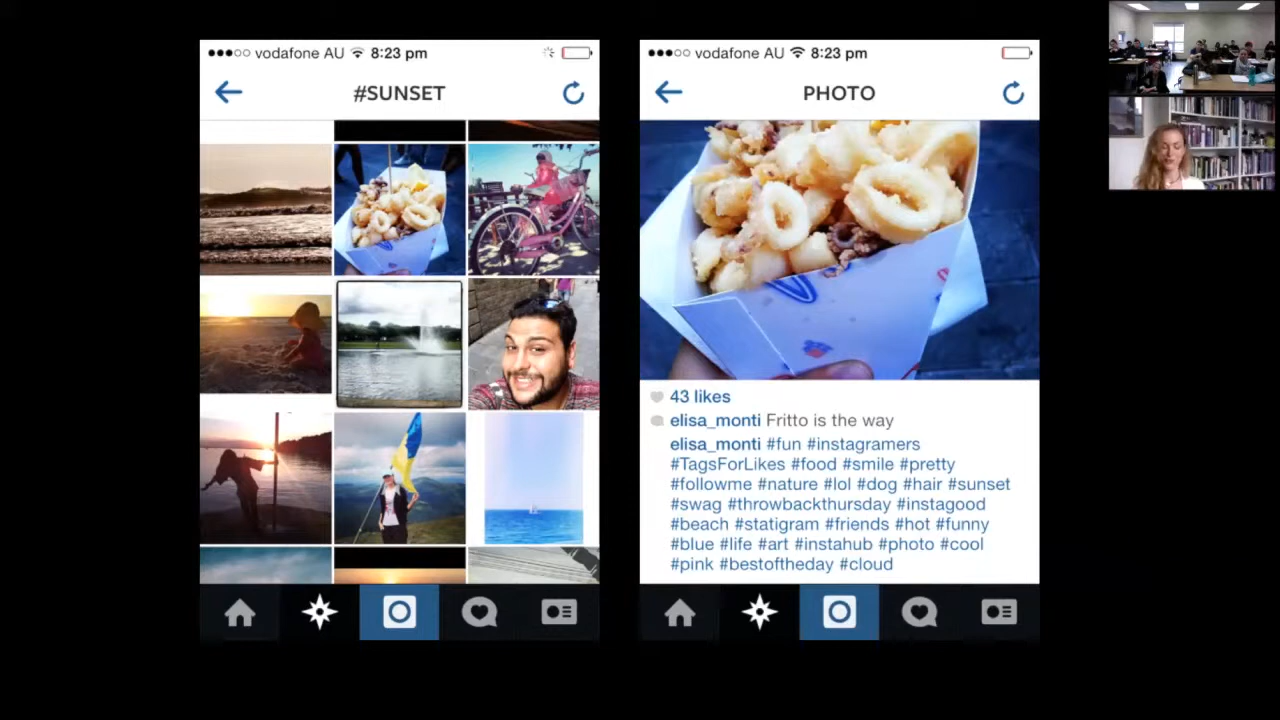 vodafone AU 8:23 pm
#SUNSET
vodafone AU 8:23 pm
PHOTO
43 likes
elisa_monti Fritto is the way
elisa_monti #fun #instagramers
#TagsForLikes #food #smile #pretty
#followme #nature #lol #dog #hair #sunset
#swag #throwbackthursday #instagood
#beach #statigram #friends #hot #funny
#blue #life #art #instahub #photo #cool
#pink #bestoftheday #cloud